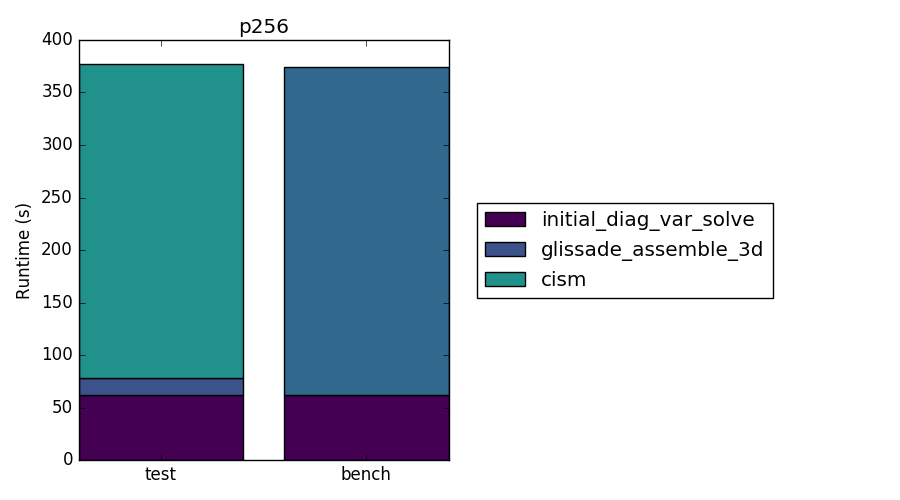 p256
400
350
300
250
200
150
100
50
0
Runtime (s)
test
bench
initial_diag_var_solve
glissade_assemble_3d
cism